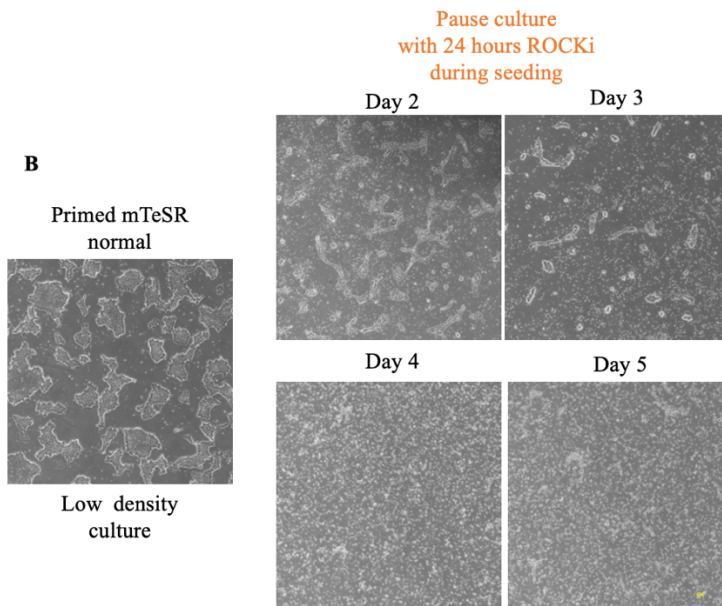 Pause culture
with 24 hours ROCKi
during seeding
Day 2
Day 3
B
Primed mTeSR
normal
Day 4
Day 5
Low density
culture